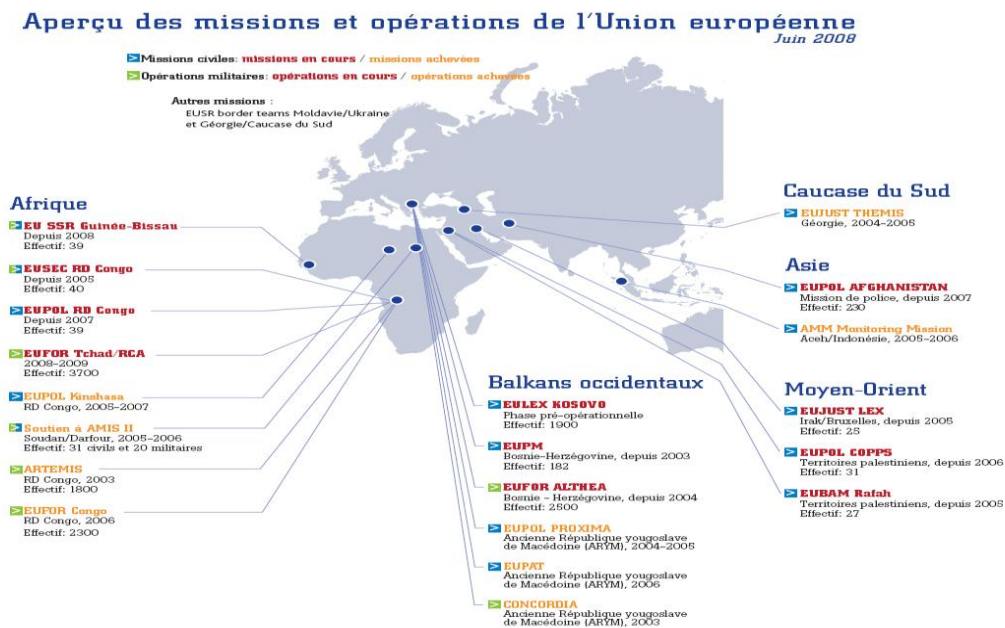 Aperçu des missions et opérations de l'Union européenne
Juin 2008
Missions civiles: missions en cours / missions achevées
Opérations militaires: opérations en cours / opérations achevées
Autres missions :
EUSR border teams Moldavie/Ukraine
et Géorgie/Caucase du Sud
Afrique
EU SSR Guinée-Bissau
Depuis 2008
Effectif: 39
EUSEC RD Congo
Depuis 2005
Effectif: 40
EUPOL RD Congo
Depuis 2007
Effectif: 39
EUFOR Tchad/RCA
2008-2009
Effectif: 3700
EUPOL Kinshasa
RD Congo, 2005-2007
Soutien à AMIS II
Soudan/Darfour, 2005-2006
Effectif: 31 civils et 20 militaires
ARTEMIS
RD Congo, 2003
Effectif: 1800
EUFOR Congo
RD Congo, 2006
Effectif: 2300
Balkans occidentaux
EULEX KOSOVO
Phase pré-opérationnelle
Effectif: 1900
EUPM
Bosnie-Herzégovine, depuis 2003
Effectif: 182
EUFOR ALTHEA
Bosnie - Herzégovine, depuis 2004
Effectif: 2500
EUPOL PROXIMA
Ancienne République yougoslave
de Macédoine (ARYM), 2004-2005
EUPAT
Ancienne République yougoslave
de Macédoine (ARYM), 2006
CONCORDIA
Ancienne République yougoslave
de Macédoine (ARYM), 2003
Caucase du Sud
EUJUST THEMIS
Géorgie, 2004-2005
Asie
EUPOL AFGHANISTAN
Mission de police, depuis 2007
Effectif: 230
AMM Monitoring Mission
Aceh/Indonésie, 2005-2006
Moyen-Orient
EUJUST LEX
Irak/Bruxelles, depuis 2005
Effectif: 25
EUPOL COPPS
Territoires palestiniens, depuis 2006
Effectif: 31
EUBAM Rafah
Territoires palestiniens, depuis 2005
Effectif: 27